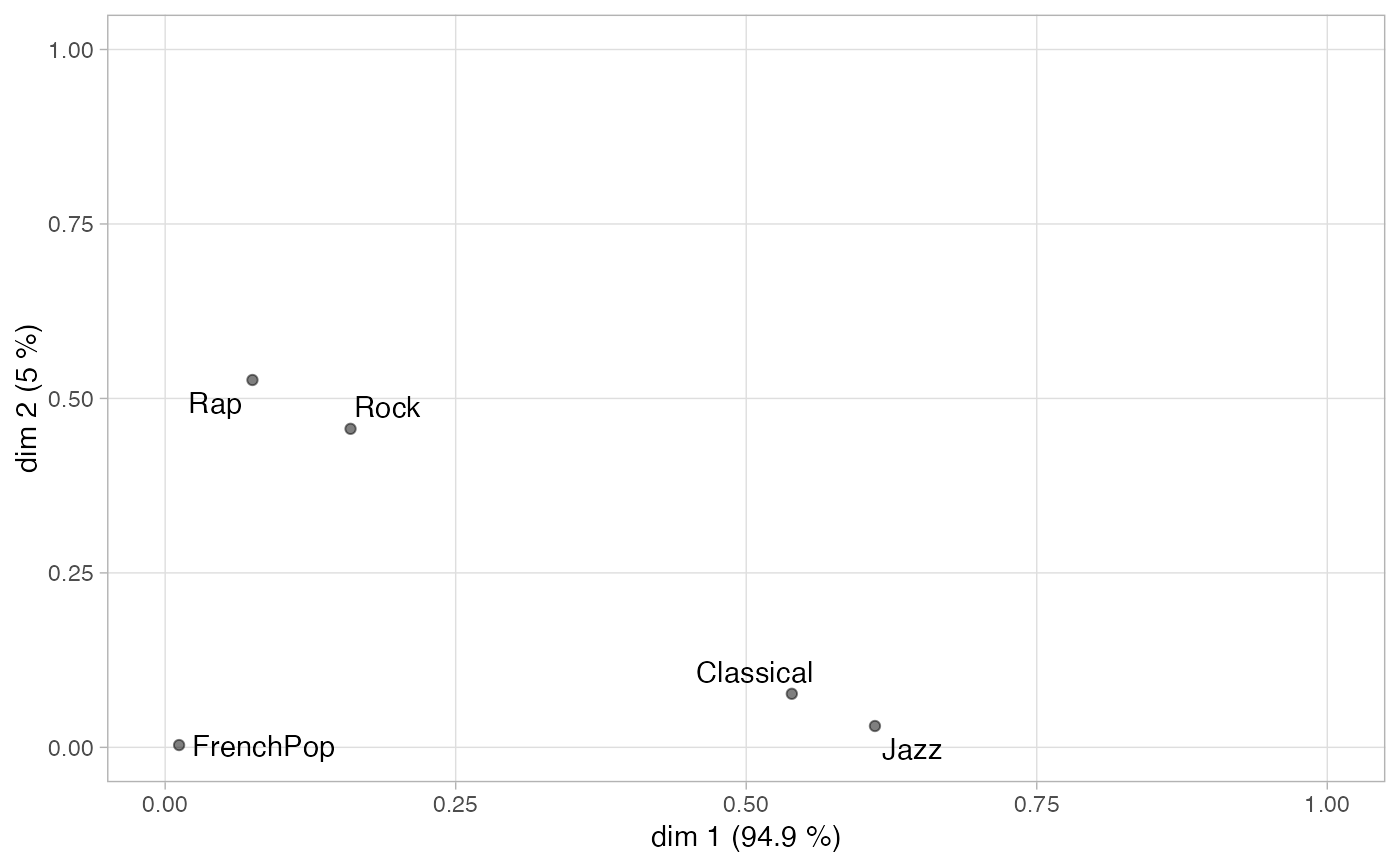 1.00
0.75
0.50
0.25
0.00
dim 2 (5 %)
Rap
Rock
Classical
Jazz
FrenchPop
0.00 0.25 0.50 0.75 1.00
dim 1 (94.9 %)